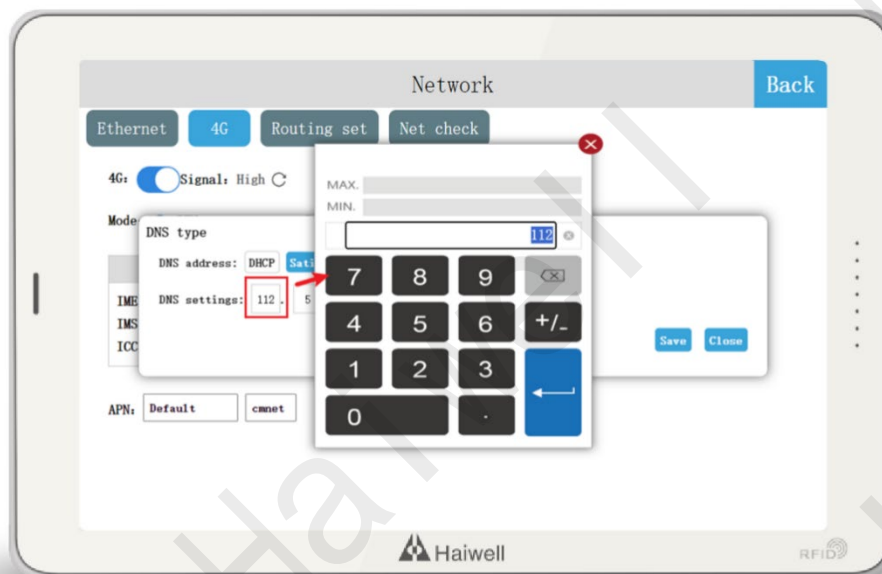 Network
Back
Ethernet
4G
Routing set
Net check
4G:
Signal: High
MAX.
MIN.
DNS type
112
DNS address:
DHCP
DNS settings:
112 . 5
7 8 9
4 5 6 +/-
1 2 3
0 .
IME
IMS
ICC
Save
Close
APN:
Default
cmnet
Haiwell
RFID
Haiwell